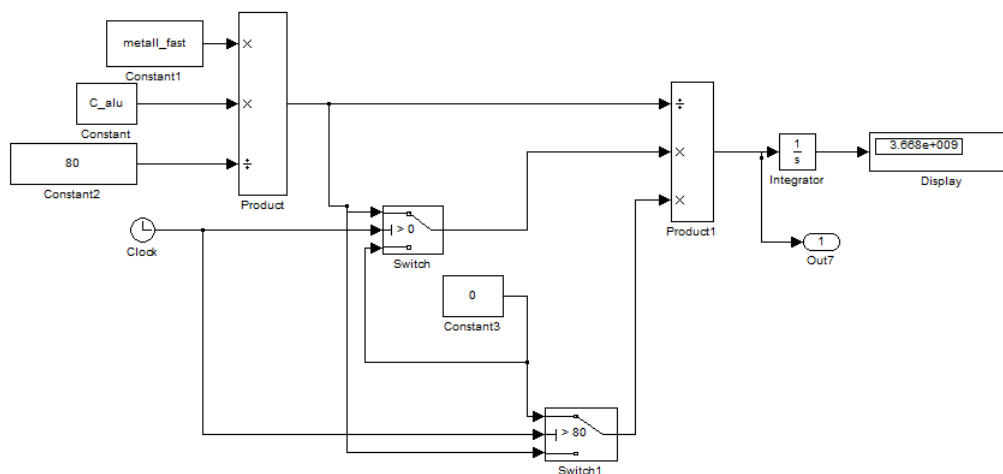 metall_fast
Constant1
C_alu
Constant
80
Constant2
×
×
÷
Product
Clock
> 0
Switch
0
Constant3
> 80
Switch1
÷
×
×
Product1
1
s
Integrator
3.668e+009
Display
1
Out7